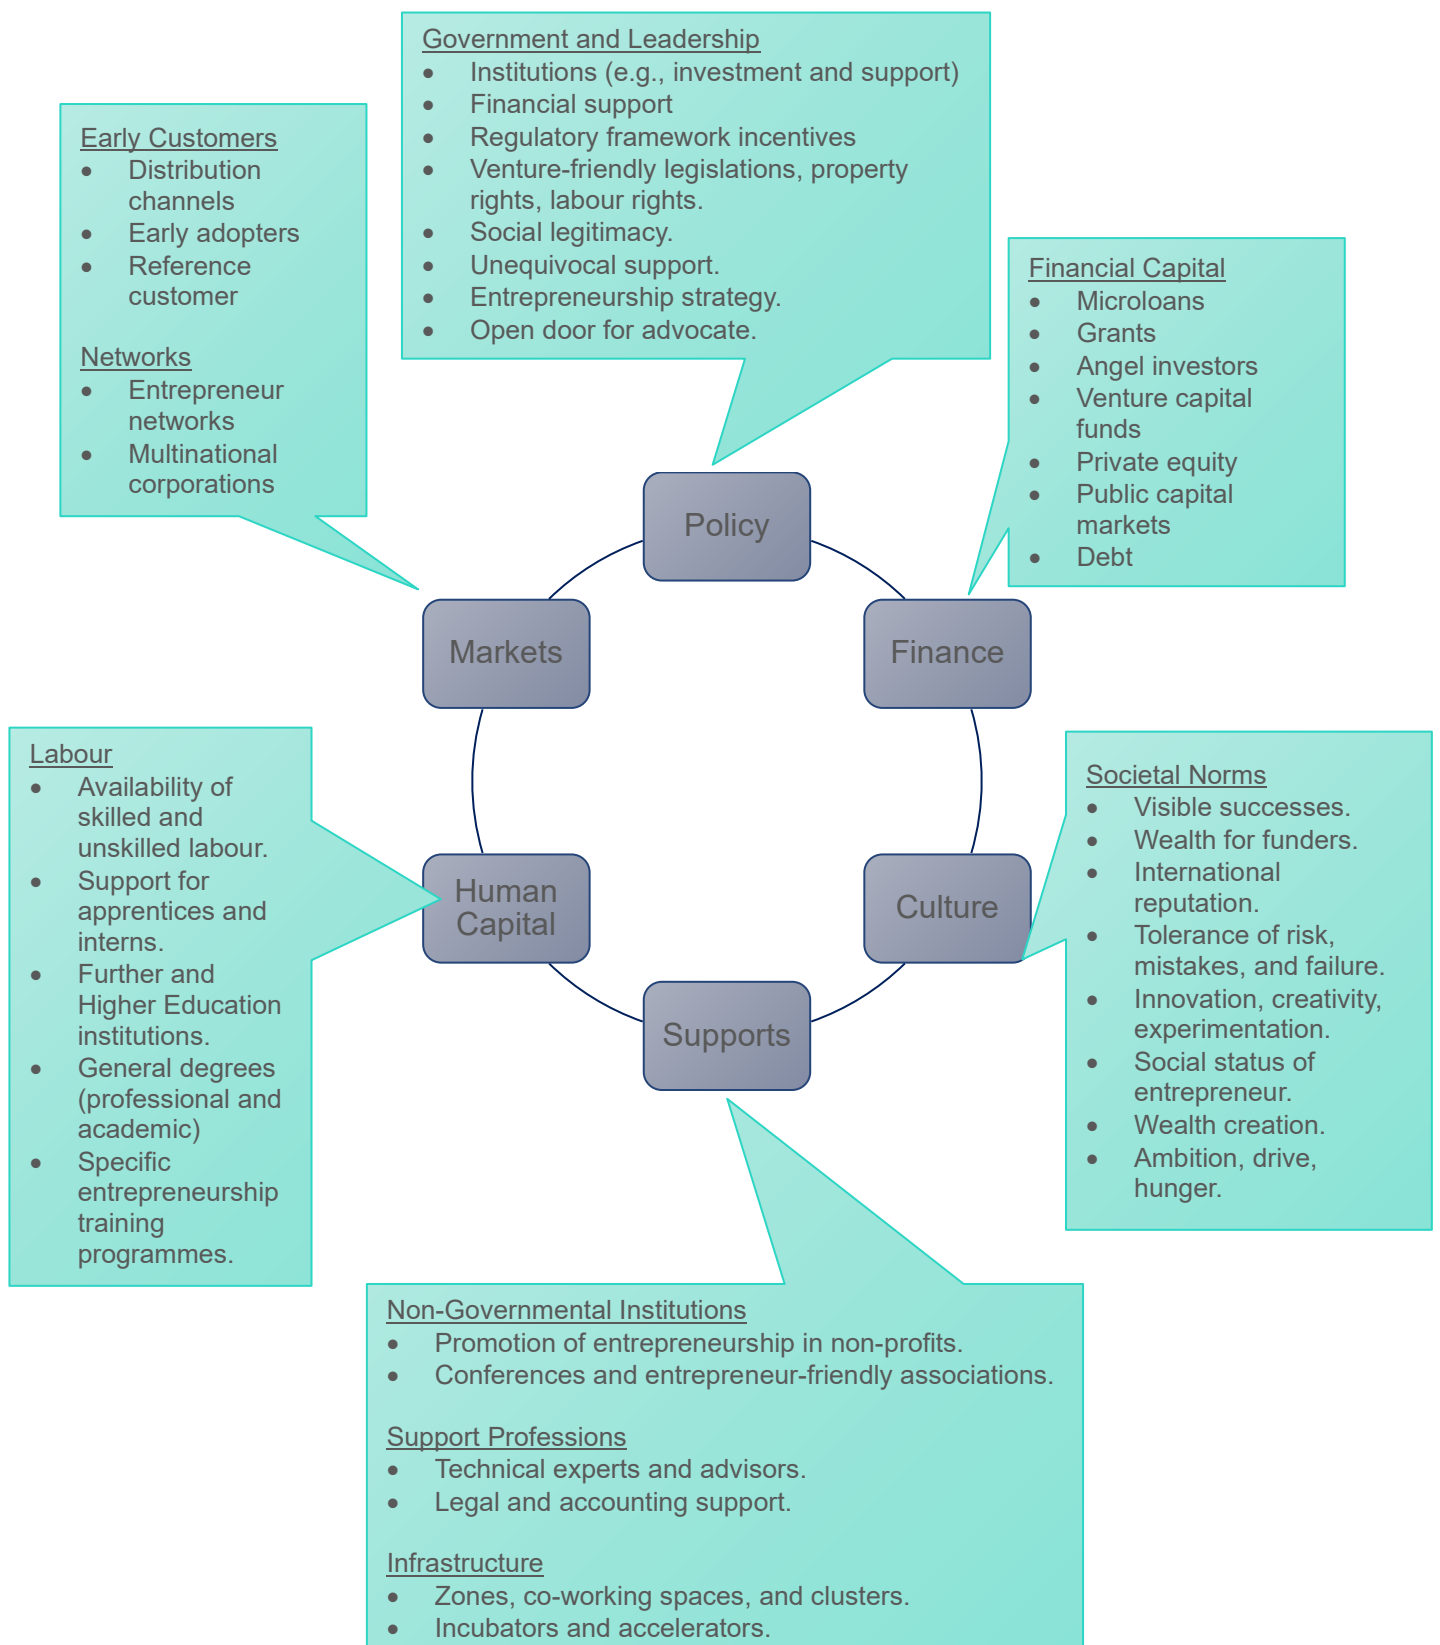 Government and Leadership
• Institutions (e.g., investment and support)
• Financial support
• Regulatory framework incentives
• Venture-friendly legislations, property
rights, labour rights.
• Social legitimacy.
• Unequivocal support.
• Entrepreneurship strategy.
• Open door for advocate.
Early Customers
• Distribution
channels
• Early adopters
• Reference
customer
Networks
• Entrepreneur
networks
• Multinational
corporations
Financial Capital
• Microloans
• Grants
• Angel investors
• Venture capital
funds
• Private equity
• Public capital
markets
• Debt
Policy
Markets
Finance
Human
Capital
Culture
Supports
Labour
• Availability of
skilled and
unskilled labour.
• Support for
apprentices and
interns.
• Further and
Higher Education
institutions.
• General degrees
(professional and
academic)
• Specific
entrepreneurship
training
programmes.
Societal Norms
• Visible successes.
• Wealth for funders.
• International
reputation.
• Tolerance of risk,
mistakes, and failure.
• Innovation, creativity,
experimentation.
• Social status of
entrepreneur.
• Wealth creation.
• Ambition, drive,
hunger.
Non-Governmental Institutions
• Promotion of entrepreneurship in non-profits.
• Conferences and entrepreneur-friendly associations.
Support Professions
• Technical experts and advisors.
• Legal and accounting support.
Infrastructure
• Zones, co-working spaces, and clusters.
• Incubators and accelerators.